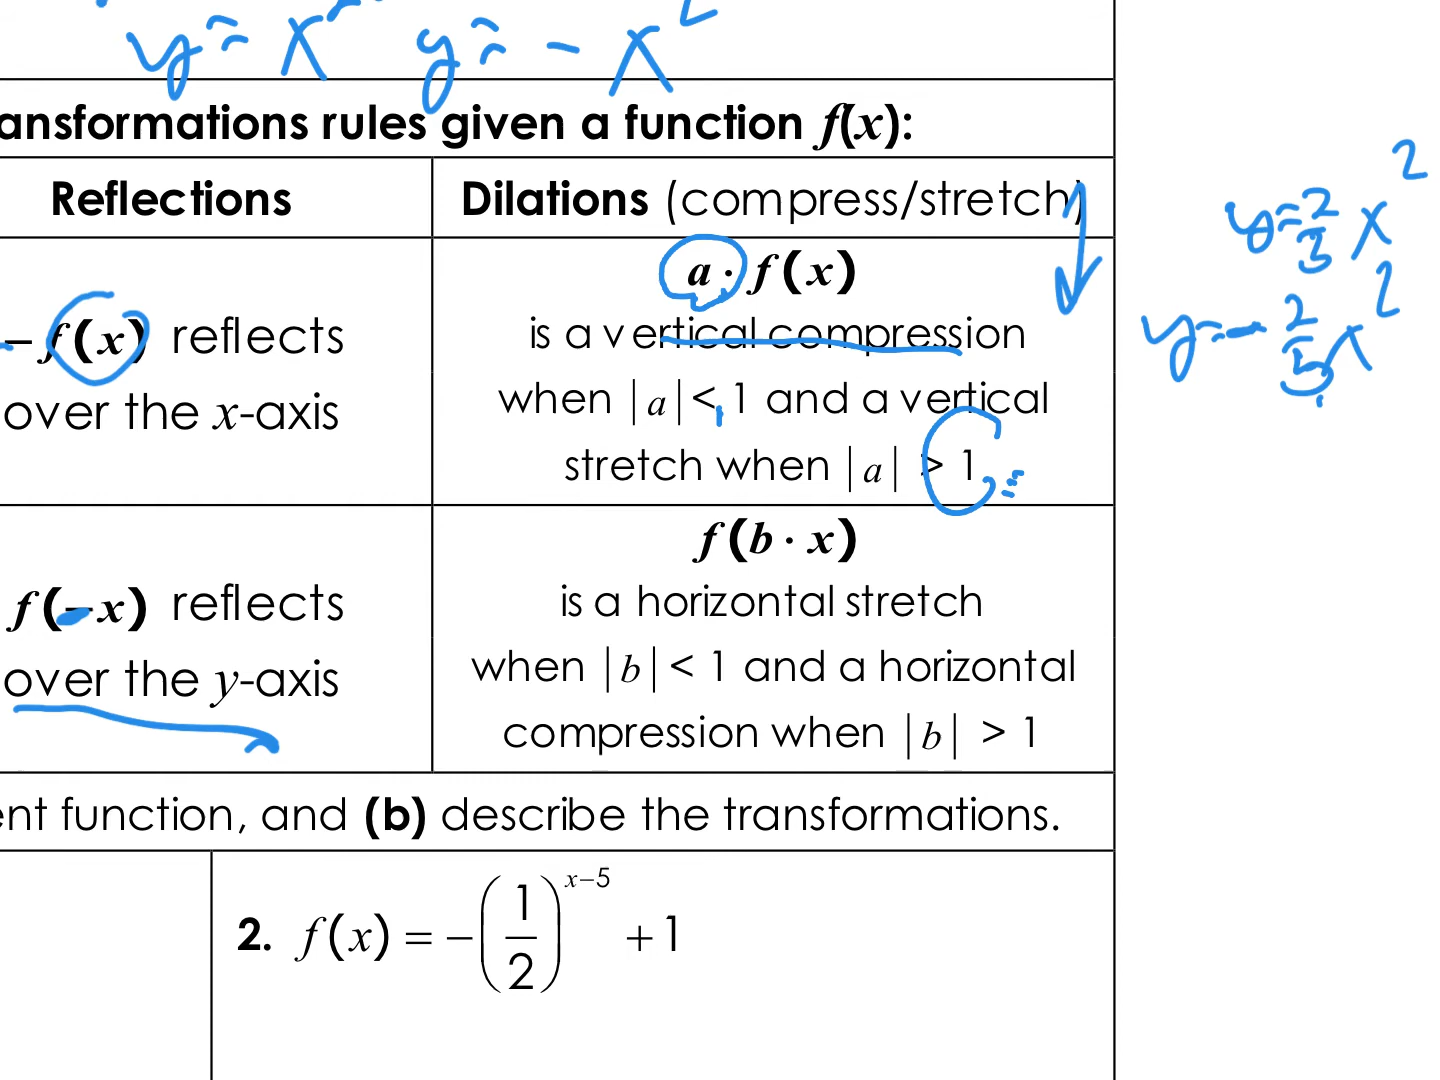 y = x² y = - x²
ansformations rules given a function f(x):
Reflections
Dilations (compress/stretch)
y = 2/3 x²
y = - 2/5 x²
-f(x) reflects
over the x-axis
a · f(x)
is a vertical compression
when |a| < 1 and a vertical
stretch when |a| > 1
f(-x) reflects
over the y-axis
f(b · x)
is a horizontal stretch
when |b| < 1 and a horizontal
compression when |b| > 1
ent function, and (b) describe the transformations.
2. f(x) = -(1/2)^(x-5) + 1